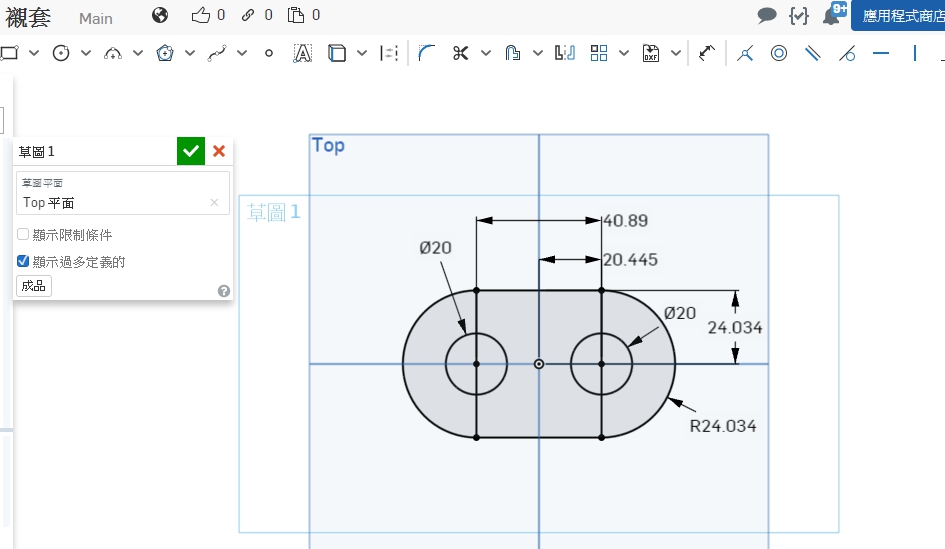 襯套 Main 0 0 0 9+ 應用程式商店
DXF
草圖 1
草圖平面
Top 平面
顯示限制條件
顯示過多定義的
成品
Top
草圖 1
40.89
Ø20
20.445
Ø20
24.034
R24.034